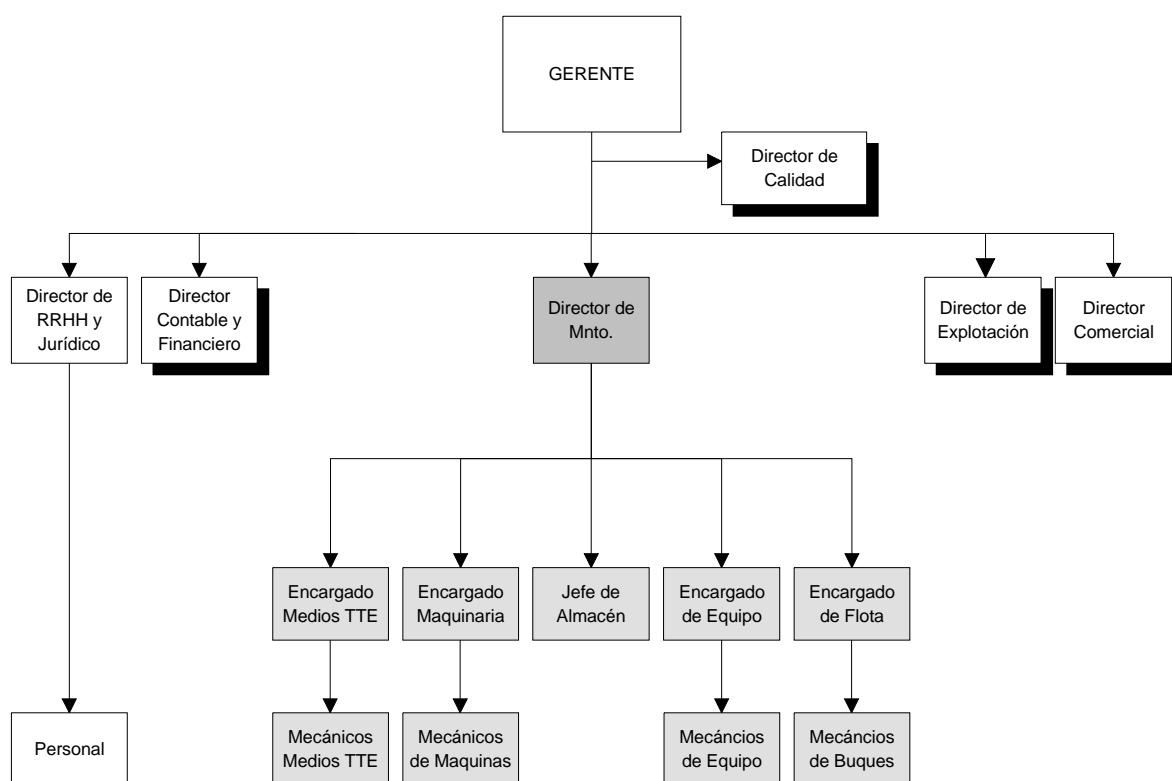 GERENTE
Director de
Calidad
Director de
RRHH y
Jurídico
Director
Contable y
Financiero
Director de
Mnto.
Director de
Explotación
Director
Comercial
Encargado
Medios TTE
Encargado
Maquinaria
Jefe de
Almacén
Encargado
de Equipo
Encargado
de Flota
Personal
Mecánicos
Medios TTE
Mecánicos
de Maquinas
Mecáncios
de Equipo
Mecáncios
de Buques